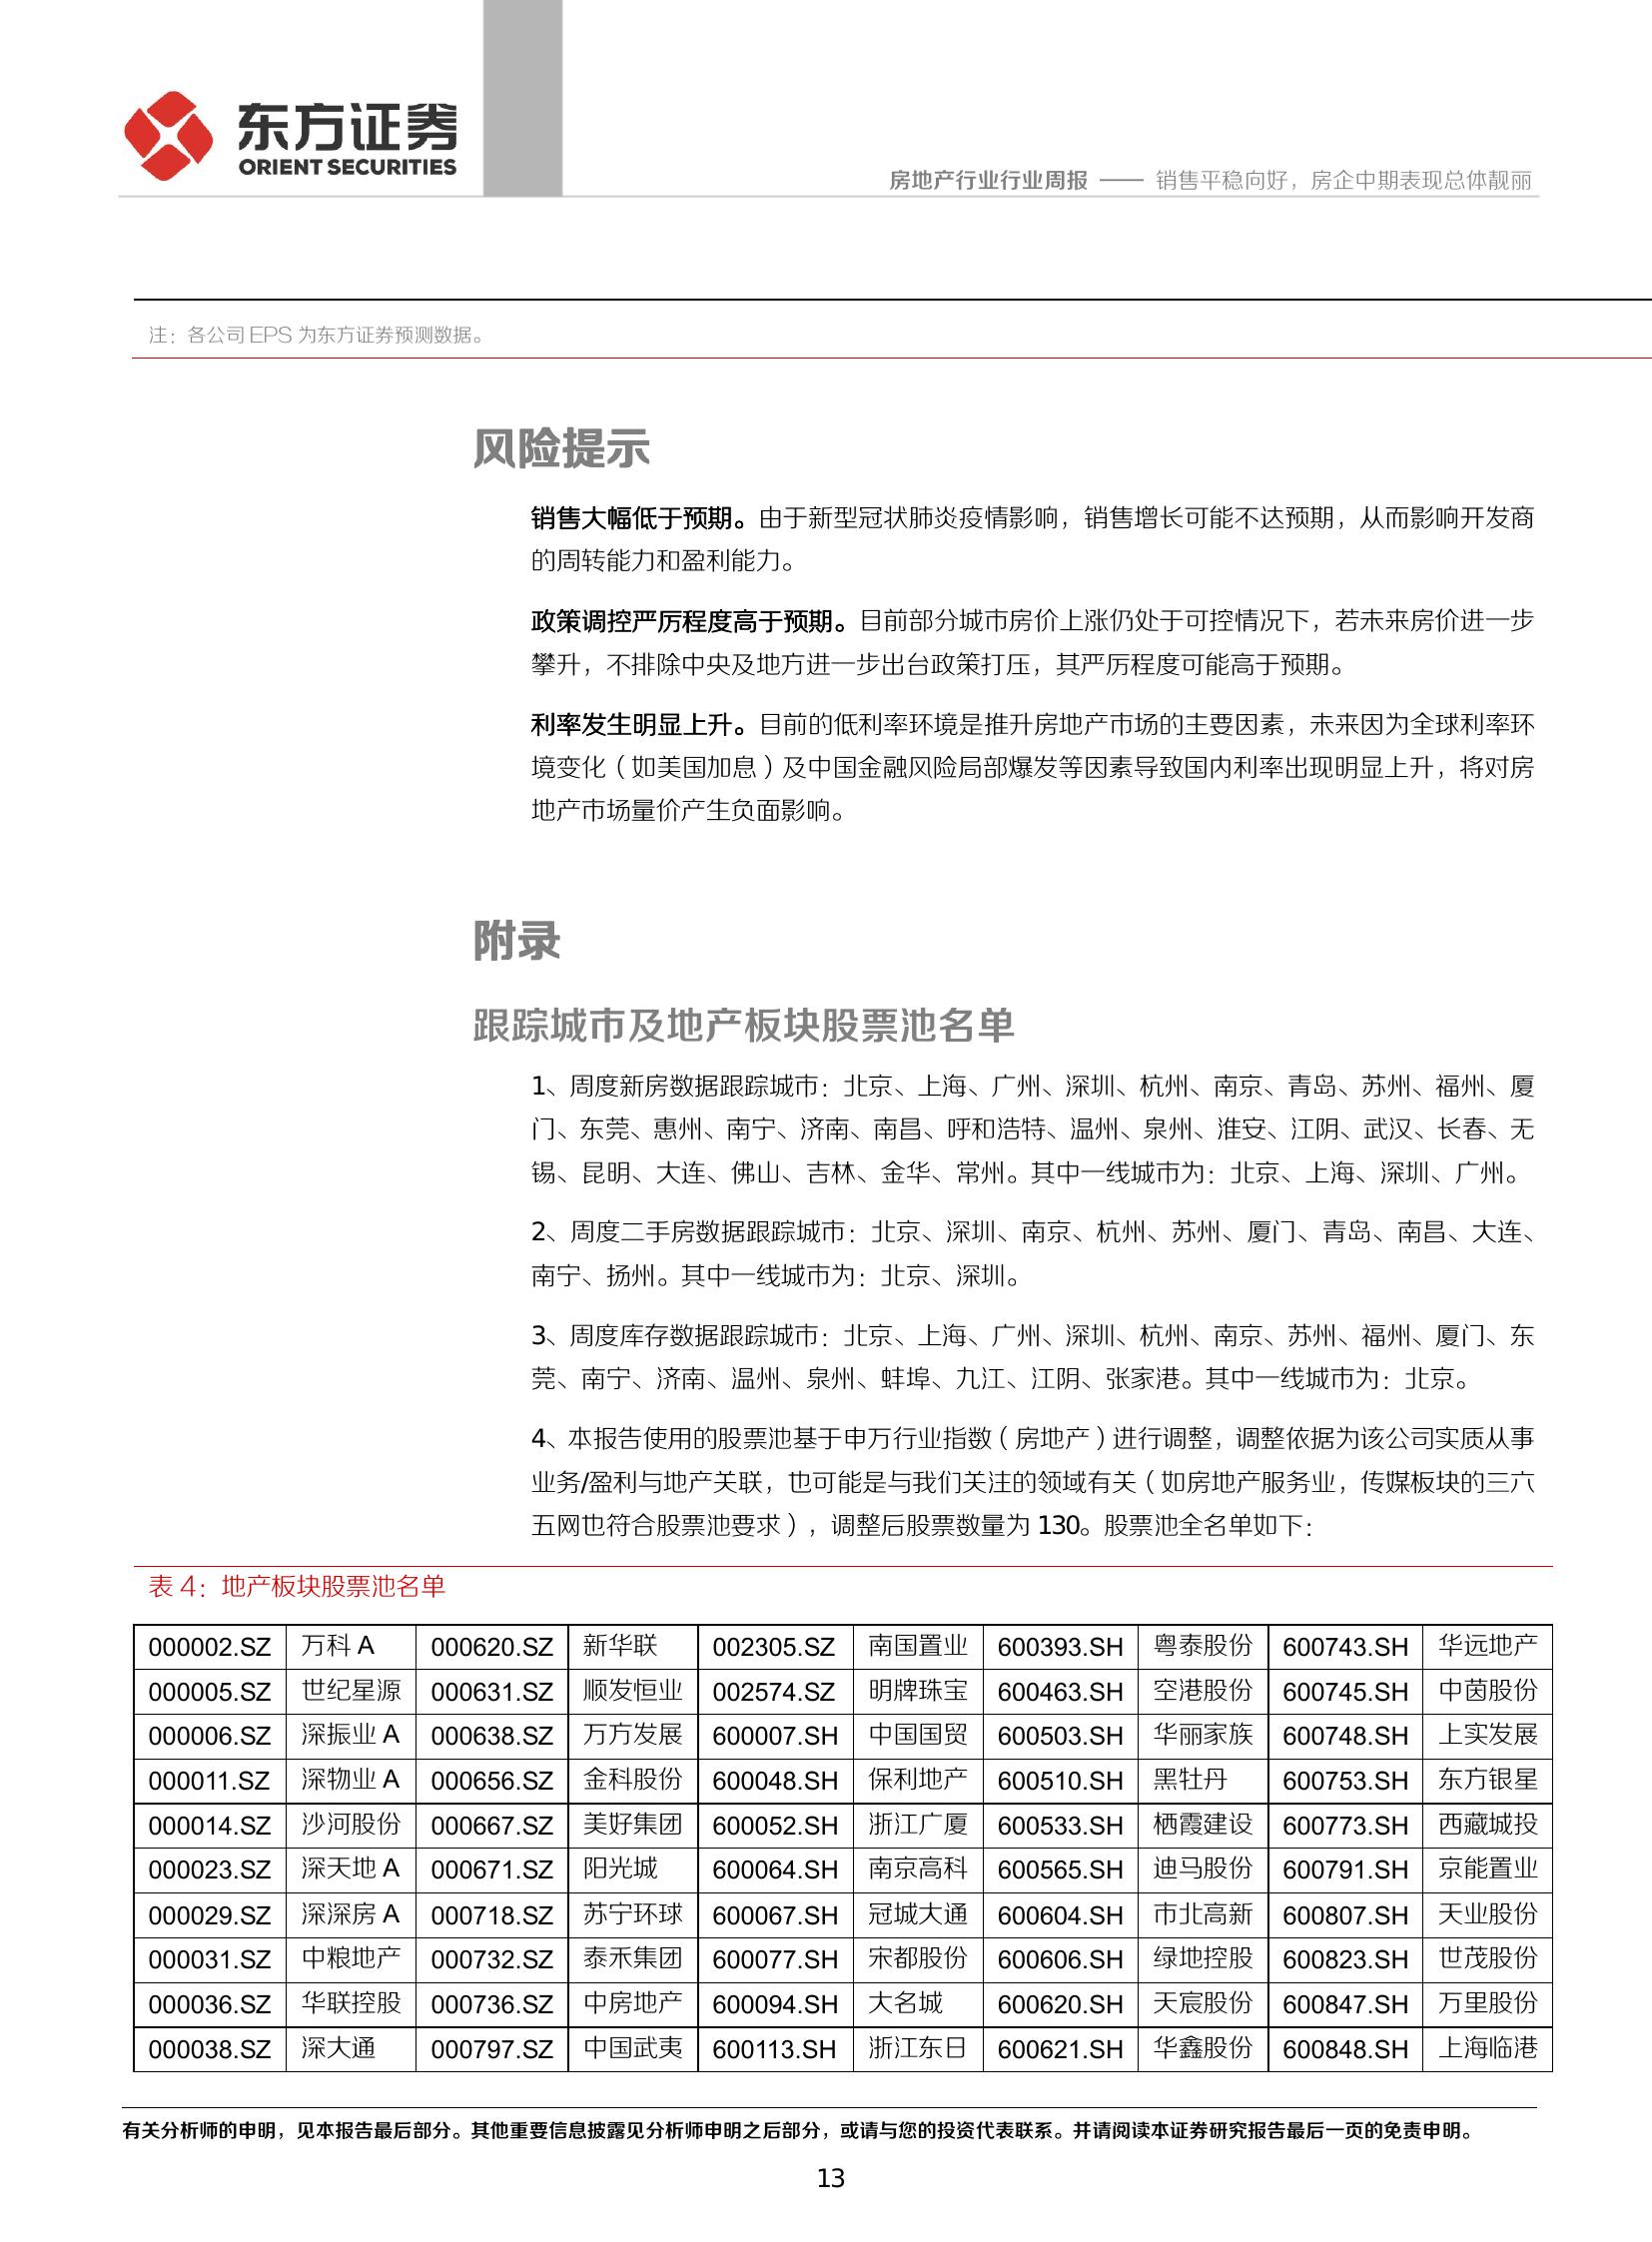 东方证券
ORIENT SECURITIES
房地产行业行业周报 —— 销售平稳向好，房企中期表现总体靓丽
注：各公司 EPS 为东方证券预测数据。
风险提示
销售大幅低于预期。由于新型冠状肺炎疫情影响，销售增长可能不达预期，从而影响开发商
的周转能力和盈利能力。
政策调控严厉程度高于预期。目前部分城市房价上涨仍处于可控情况下，若未来房价进一步
攀升，不排除中央及地方进一步出台政策打压，其严厉程度可能高于预期。
利率发生明显上升。目前的低利率环境是推升房地产市场的主要因素，未来因为全球利率环
境变化（如美国加息）及中国金融风险局部爆发等因素导致国内利率出现明显上升，将对房
地产市场量价产生负面影响。
附录
跟踪城市及地产板块股票池名单
1、周度新房数据跟踪城市：北京、上海、广州、深圳、杭州、南京、青岛、苏州、福州、厦
门、东莞、惠州、南宁、济南、南昌、呼和浩特、温州、泉州、淮安、江阴、武汉、长春、无
锡、昆明、大连、佛山、吉林、金华、常州。其中一线城市为：北京、上海、深圳、广州。
2、周度二手房数据跟踪城市：北京、深圳、南京、杭州、苏州、厦门、青岛、南昌、大连、
南宁、扬州。其中一线城市为：北京、深圳。
3、周度库存数据跟踪城市：北京、上海、广州、深圳、杭州、南京、苏州、福州、厦门、东
莞、南宁、济南、温州、泉州、蚌埠、九江、江阴、张家港。其中一线城市为：北京。
4、本报告使用的股票池基于申万行业指数（房地产）进行调整，调整依据为该公司实质从事
业务/盈利与地产关联，也可能是与我们关注的领域有关（如房地产服务业，传媒板块的三六
五网也符合股票池要求），调整后股票数量为 130。股票池全名单如下：
表 4：地产板块股票池名单
000002.SZ 万科 A 000620.SZ 新华联 002305.SZ 南国置业 600393.SH 粤泰股份 600743.SH 华远地产
000005.SZ 世纪星源 000631.SZ 顺发恒业 002574.SZ 明牌珠宝 600463.SH 空港股份 600745.SH 中茵股份
000006.SZ 深振业 A 000638.SZ 万方发展 600007.SH 中国国贸 600503.SH 华丽家族 600748.SH 上实发展
000011.SZ 深物业 A 000656.SZ 金科股份 600048.SH 保利地产 600510.SH 黑牡丹 600753.SH 东方银星
000014.SZ 沙河股份 000667.SZ 美好集团 600052.SH 浙江广厦 600533.SH 栖霞建设 600773.SH 西藏城投
000023.SZ 深天地 A 000671.SZ 阳光城 600064.SH 南京高科 600565.SH 迪马股份 600791.SH 京能置业
000029.SZ 深深房 A 000718.SZ 苏宁环球 600067.SH 冠城大通 600604.SH 市北高新 600807.SH 天业股份
000031.SZ 中粮地产 000732.SZ 泰禾集团 600077.SH 宋都股份 600606.SH 绿地控股 600823.SH 世茂股份
000036.SZ 华联控股 000736.SZ 中房地产 600094.SH 大名城 600620.SH 天宸股份 600847.SH 万里股份
000038.SZ 深大通 000797.SZ 中国武夷 600113.SH 浙江东日 600621.SH 华鑫股份 600848.SH 上海临港
有关分析师的申明，见本报告最后部分。其他重要信息披露见分析师申明之后部分，或请与您的投资代表联系。并请阅读本证券研究报告最后一页的免责申明。
13